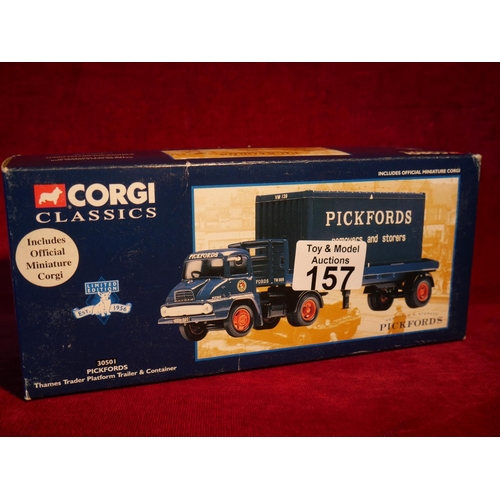 INCLUDES OFFICIAL MINIATURE CORGI
CORGI
CLASSICS
Includes
Official
Miniature
Corgi
LIMITED
EDITION
EST. 1956
30501
PICKFORDS
Thames Trader Platform Trailer & Container
PICKFORDS
removers and storers
PICKFORDS
Toy & Model
Auctions
157
PICKFORDS